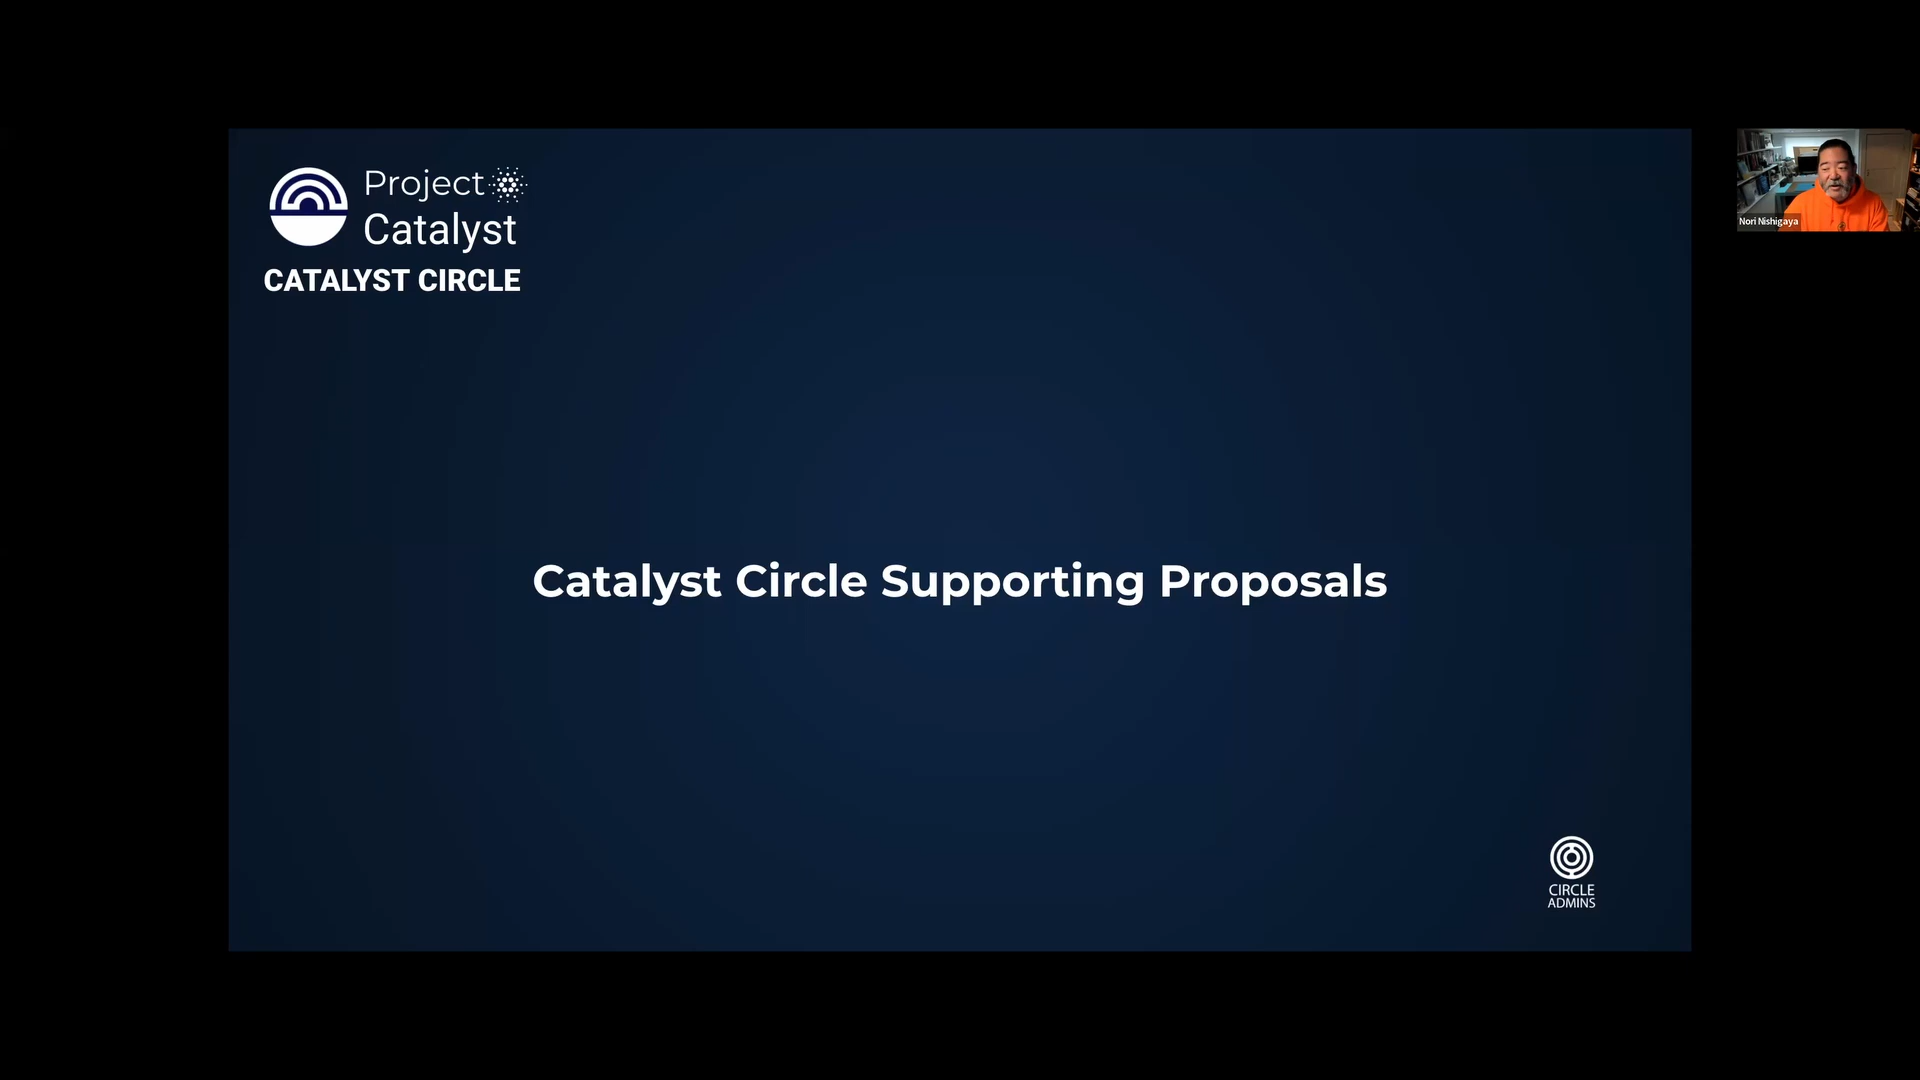 Project
Catalyst
CATALYST CIRCLE
Nori Nishigaya
Catalyst Circle Supporting Proposals
CIRCLE
ADMINS